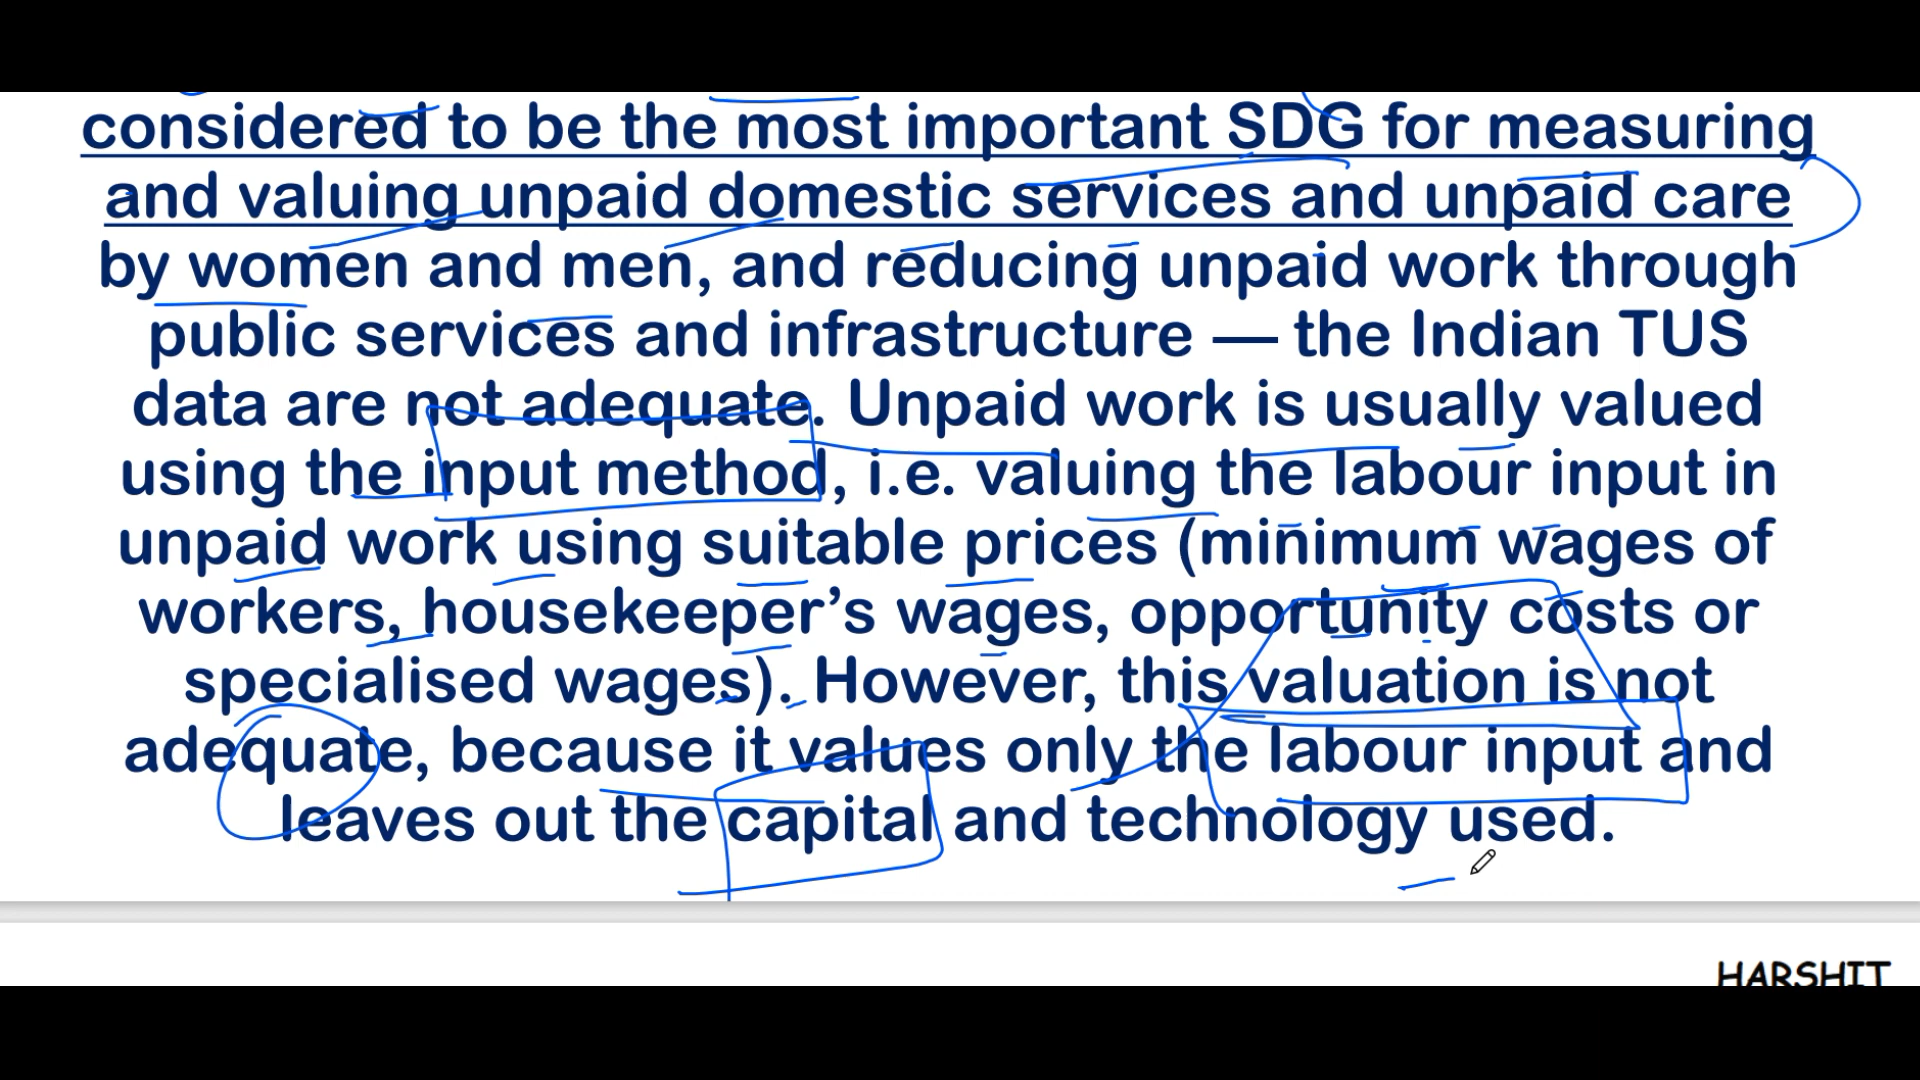 considered to be the most important SDG for measuring
and valuing unpaid domestic services and unpaid care
by women and men, and reducing unpaid work through
public services and infrastructure — the Indian TUS
data are not adequate. Unpaid work is usually valued
using the input method, i.e. valuing the labour input in
unpaid work using suitable prices (minimum wages of
workers, housekeeper’s wages, opportunity costs or
specialised wages). However, this valuation is not
adequate, because it values only the labour input and
leaves out the capital and technology used.
HARSHIT